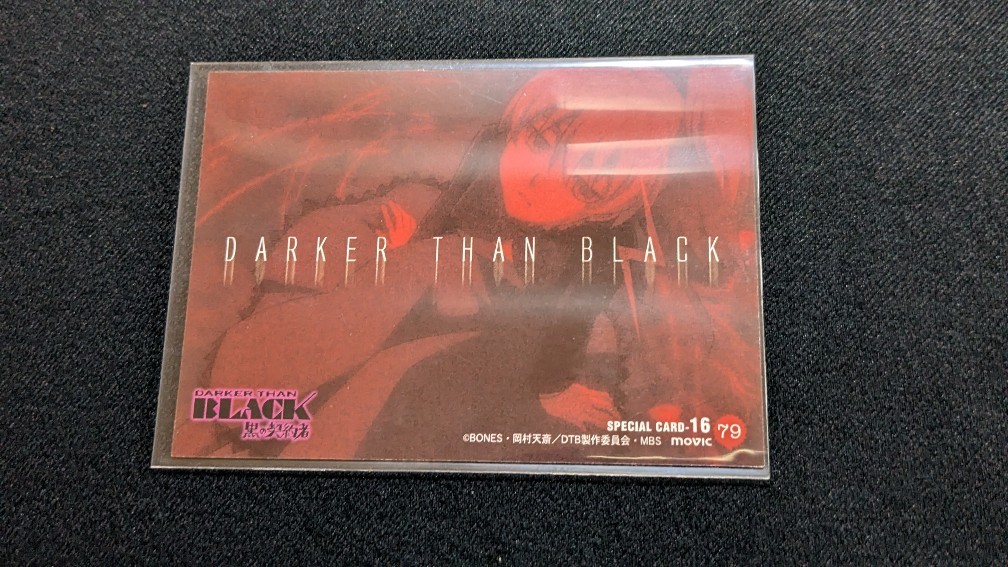 DARKER THAN BLACK
DARKER THAN
BLACK
黒の契約者
SPECIAL CARD-16
79
©BONES・岡村天斎／DTB製作委員会・MBS movic